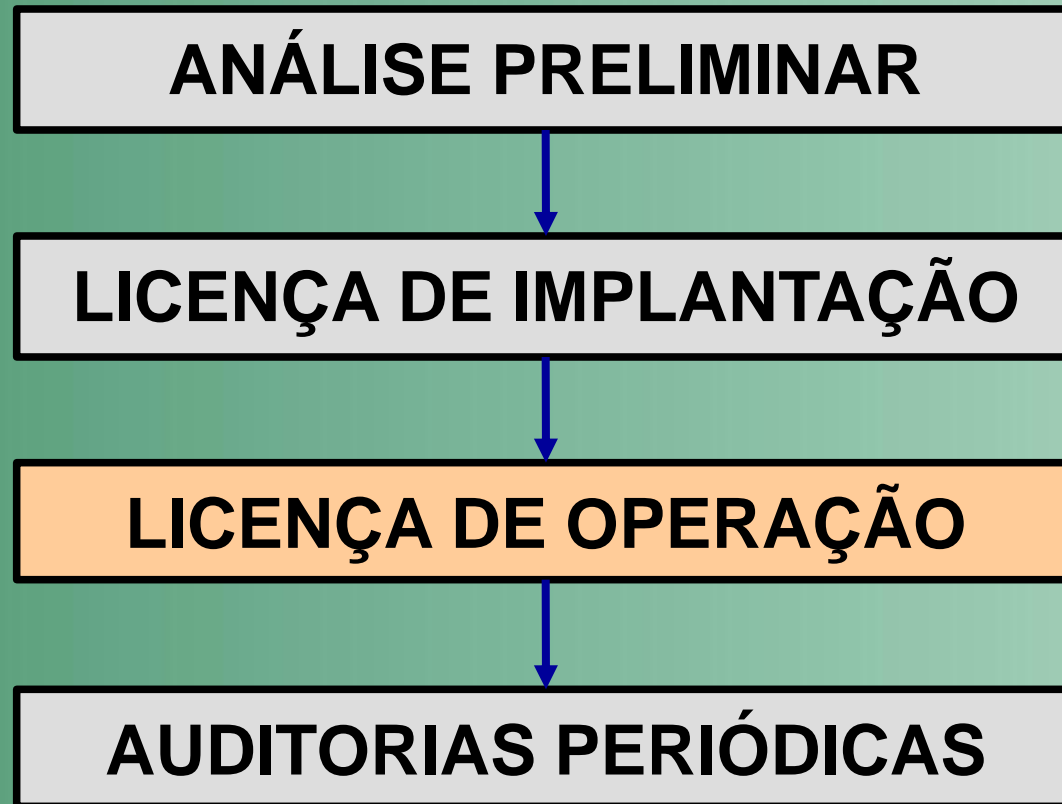 ANÁLISE PRELIMINAR
LICENÇA DE IMPLANTAÇÃO
LICENÇA DE OPERAÇÃO
AUDITORIAS PERIÓDICAS